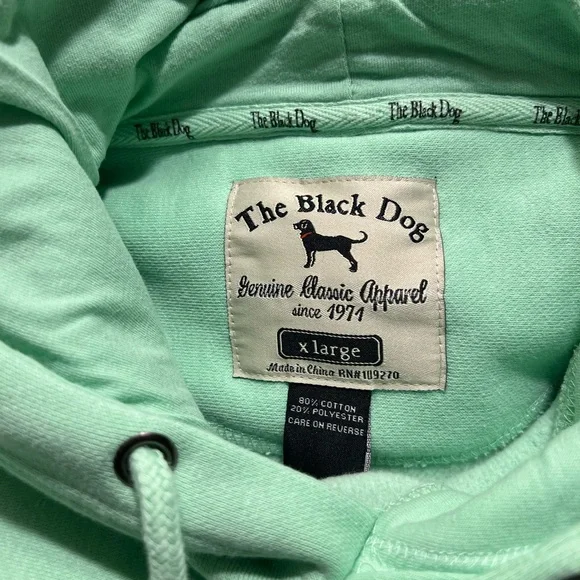 The Black Dog The Black Dog The Black Dog The Black Dog
The Black Dog
Genuine Classic Apparel
since 1971
x large
Made in China RN#109270
80% COTTON
20% POLYESTER
CARE ON REVERSE